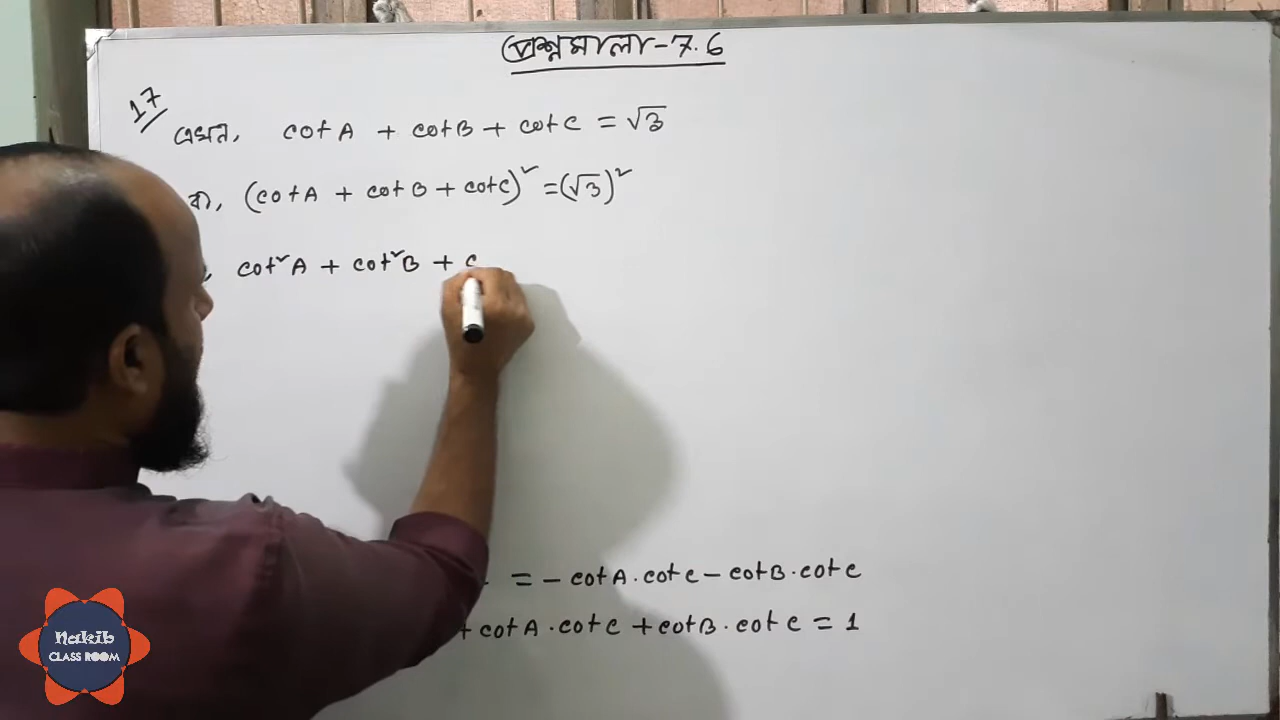 প্রশ্নমালা-7.6
17
এখন, cotA + cotB + cotC = √3
বা, (cotA + cotB + cotC)² = (√3)²
, cot²A + cot²B + c
= - cotA.cotC - cotB.cotC
+ cotA.cotC + cotB.cotC = 1
Nakib
CLASS ROOM